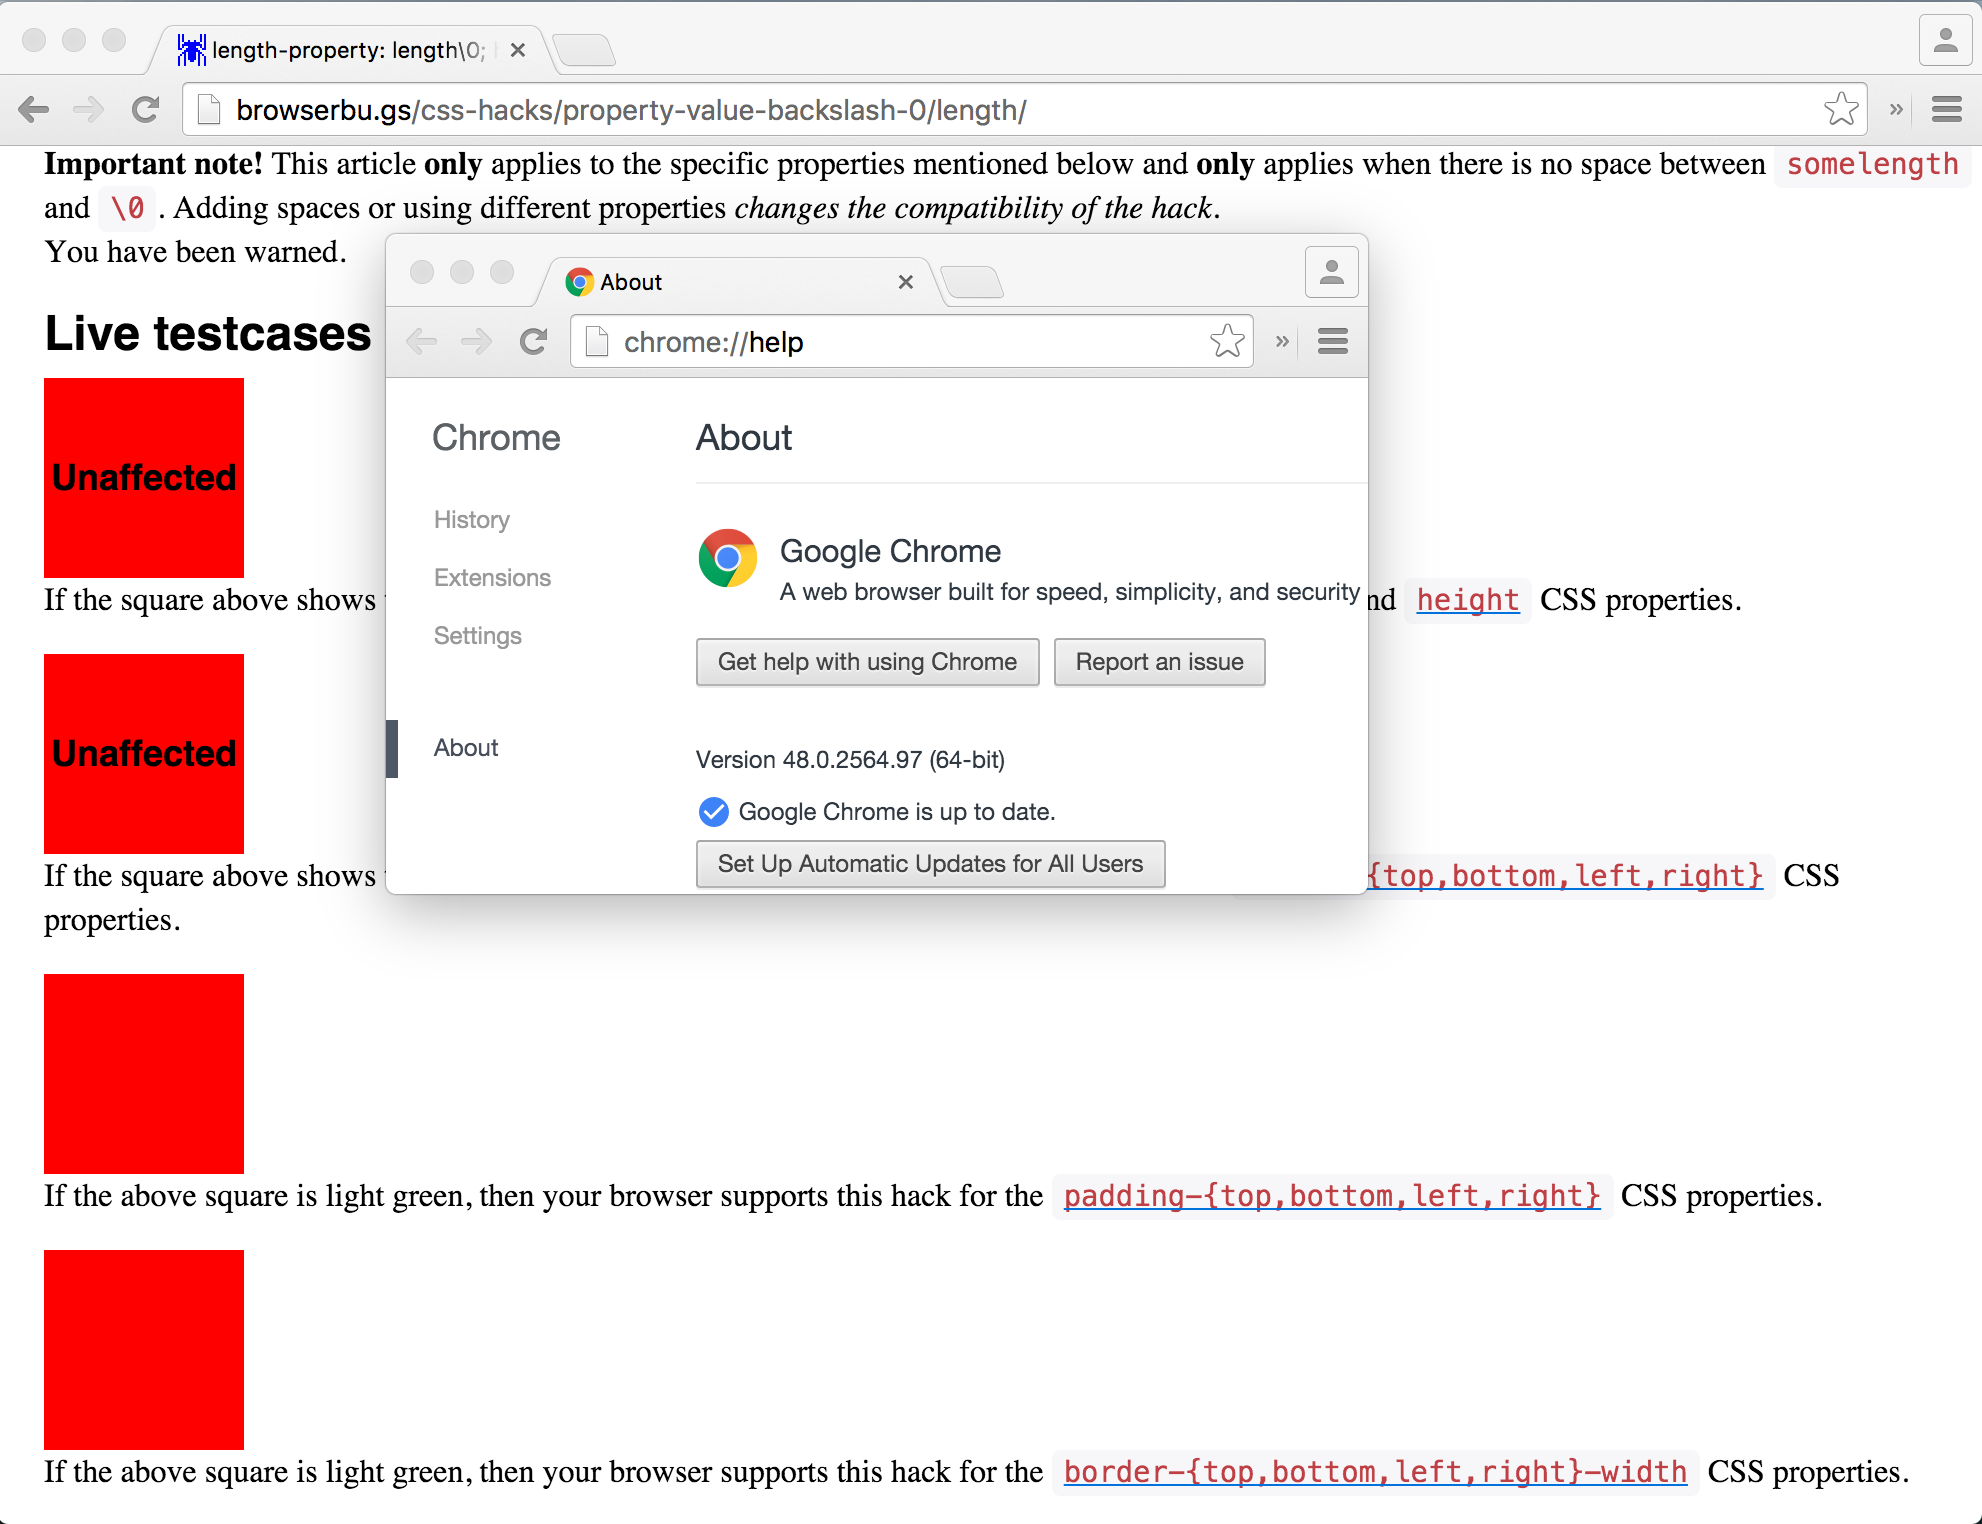 length-property: length\0;
browserbu.gs/css-hacks/property-value-backslash-0/length/
Important note! This article only applies to the specific properties mentioned below and only applies when there is no space between somelength
and \0 . Adding spaces or using different properties changes the compatibility of the hack.
You have been warned.
Live testcases
Unaffected
If the square above shows
nd height CSS properties.
Unaffected
If the square above shows
{top,bottom,left,right} CSS
properties.
If the above square is light green, then your browser supports this hack for the padding-{top,bottom,left,right} CSS properties.
If the above square is light green, then your browser supports this hack for the border-{top,bottom,left,right}-width CSS properties.
About
chrome://help
Chrome
History
Extensions
Settings
About
About
Google Chrome
A web browser built for speed, simplicity, and security
Get help with using Chrome
Report an issue
Version 48.0.2564.97 (64-bit)
Google Chrome is up to date.
Set Up Automatic Updates for All Users